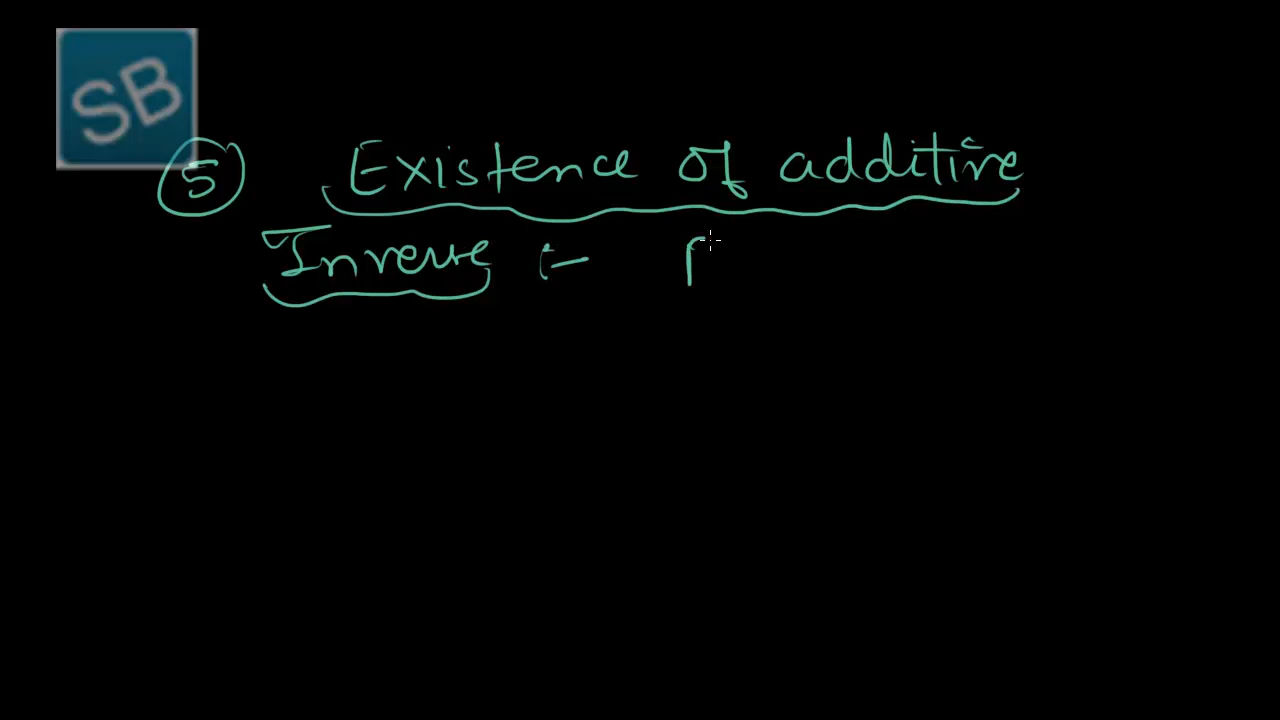 SB
⑤ Existence of additive
Inverse :-